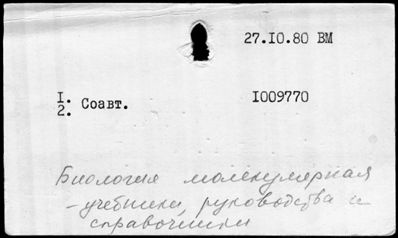 27.10.80 ВМ
1.
2. Соавт.
1009770
Биология молекулярная
-учебники, руководства и
справочники